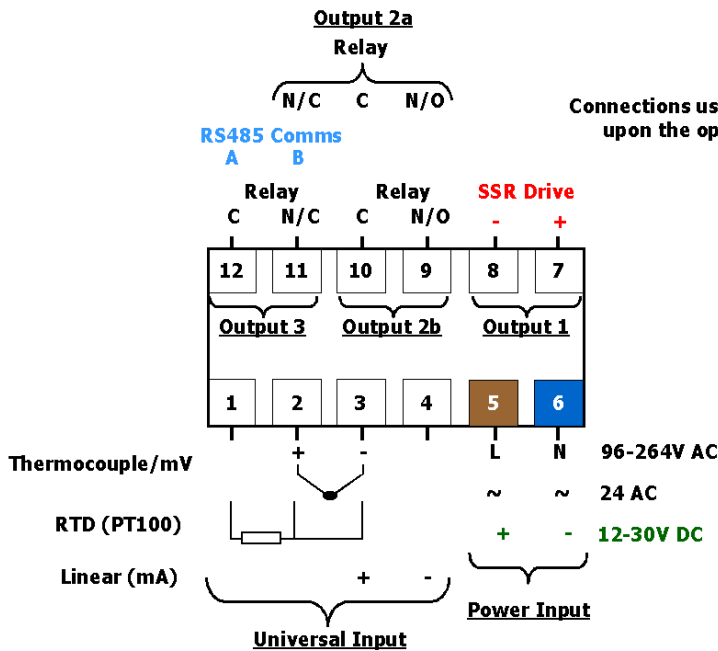 Output 2a
Relay
N/C C N/O
Connections us
upon the op
RS485 Comms
A B
Relay Relay SSR Drive
C N/C C N/O - +
12 11 10 9 8 7
Output 3 Output 2b Output 1
1 2 3 4 5 6
+ - L N 96-264V AC
Thermocouple/mV
~ ~ 24 AC
RTD (PT100)
+ - 12-30V DC
Linear (mA) + -
Power Input
Universal Input